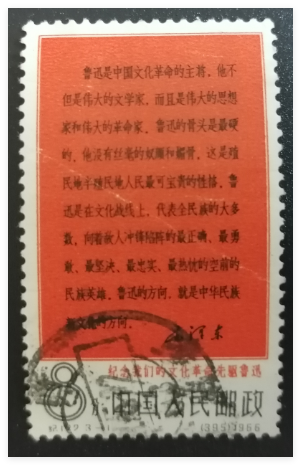 鲁迅是中国文化革命的主将,他不
但是伟大的文学家,而且是伟大的思想
家和伟大的革命家。鲁迅的骨头是最硬
的,他没有丝毫的奴颜和媚骨,这是殖
民地半殖民地人民最可宝贵的性格。鲁
迅是在文化战线上,代表全民族的大多
数,向着敌人冲锋陷阵的最正确、最勇
敢、最坚决、最忠实、最热忱的空前的
民族英雄。鲁迅的方向,就是中华民族
新文化的方向。
毛泽东
纪念我们的文化革命先驱鲁迅
8分 中国人民邮政
纪122.3-1 (395)1966